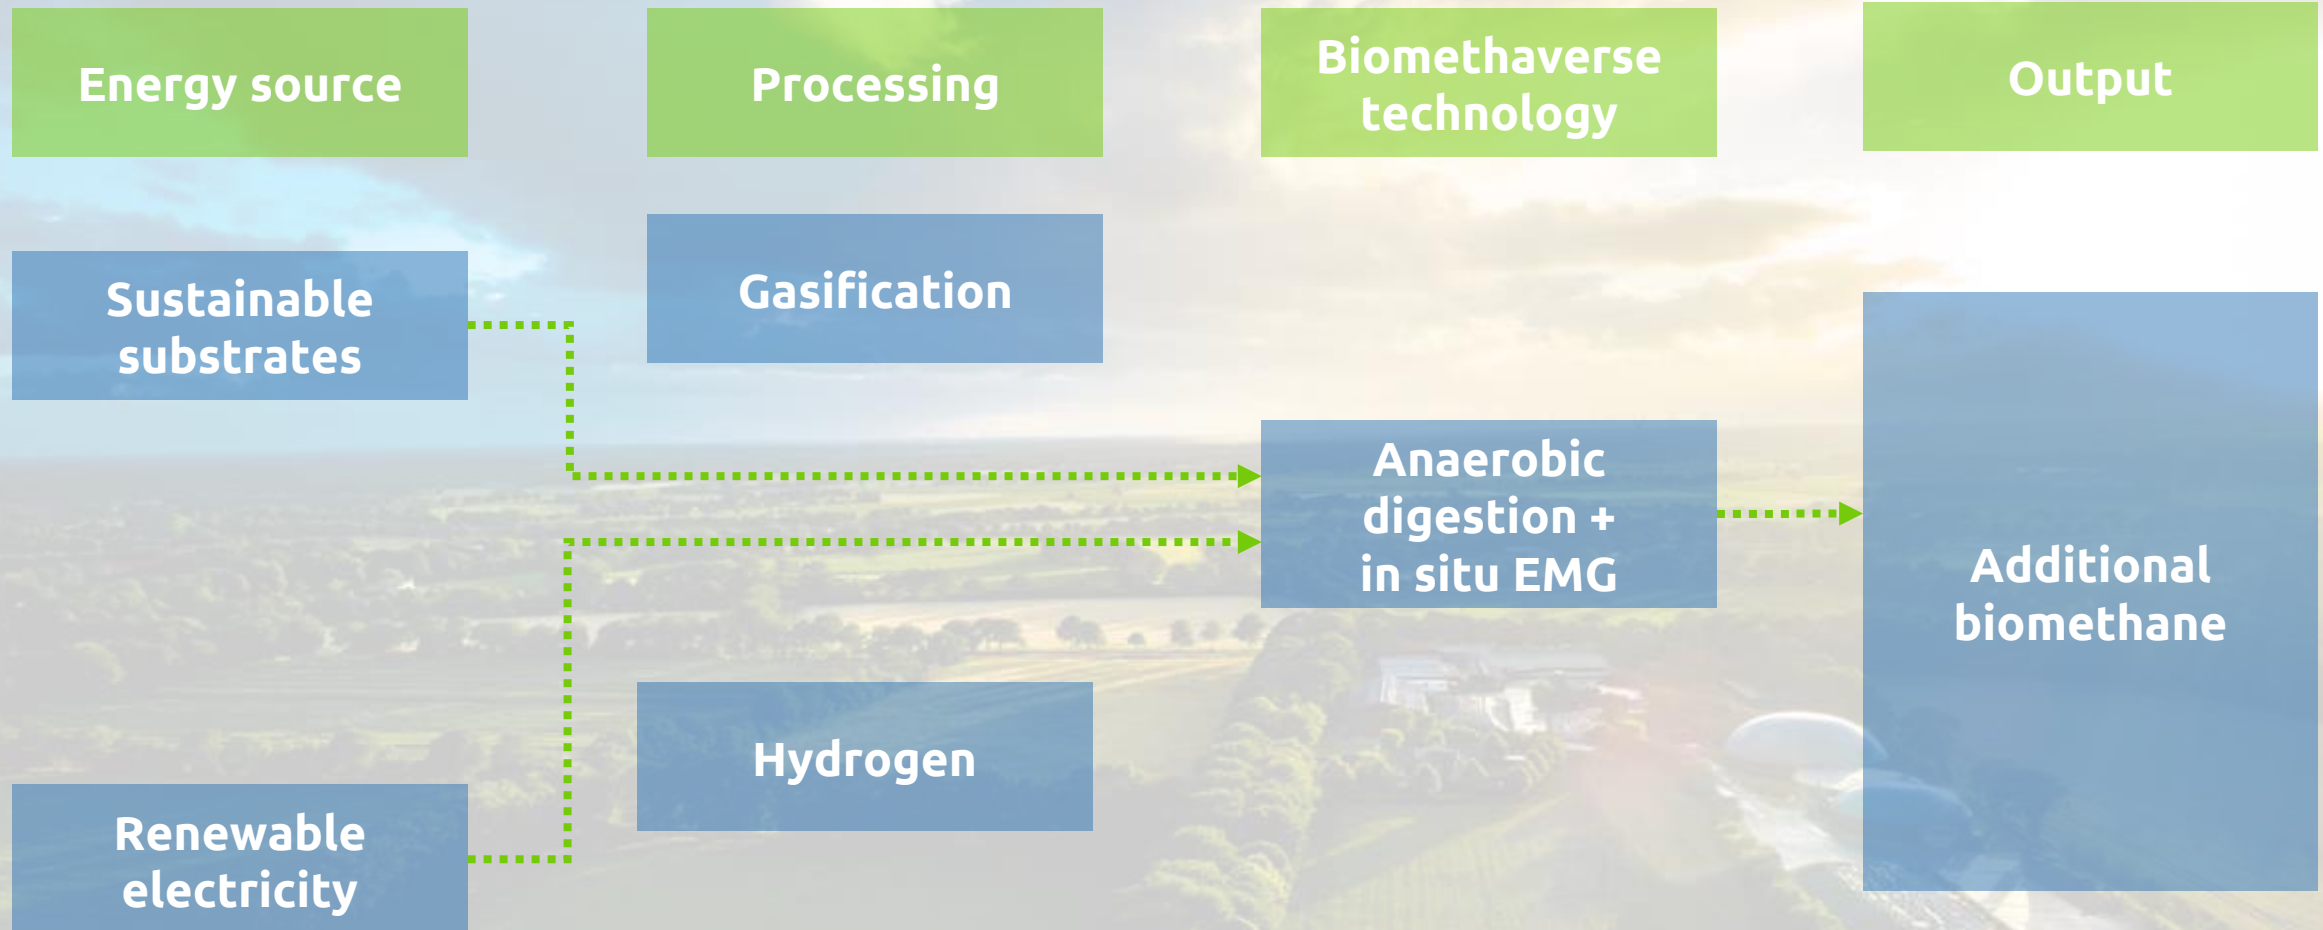 Energy source
Processing
Biomethaverse
technology
Output
Sustainable
substrates
Gasification
Anaerobic
digestion +
in situ EMG
Additional
biomethane
Hydrogen
Renewable
electricity